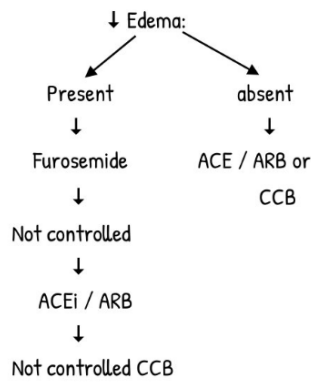 ↓ Edema:
Present
absent
↓
↓
Furosemide
ACE / ARB or
CCB
↓
Not controlled
↓
ACEi / ARB
↓
Not controlled CCB